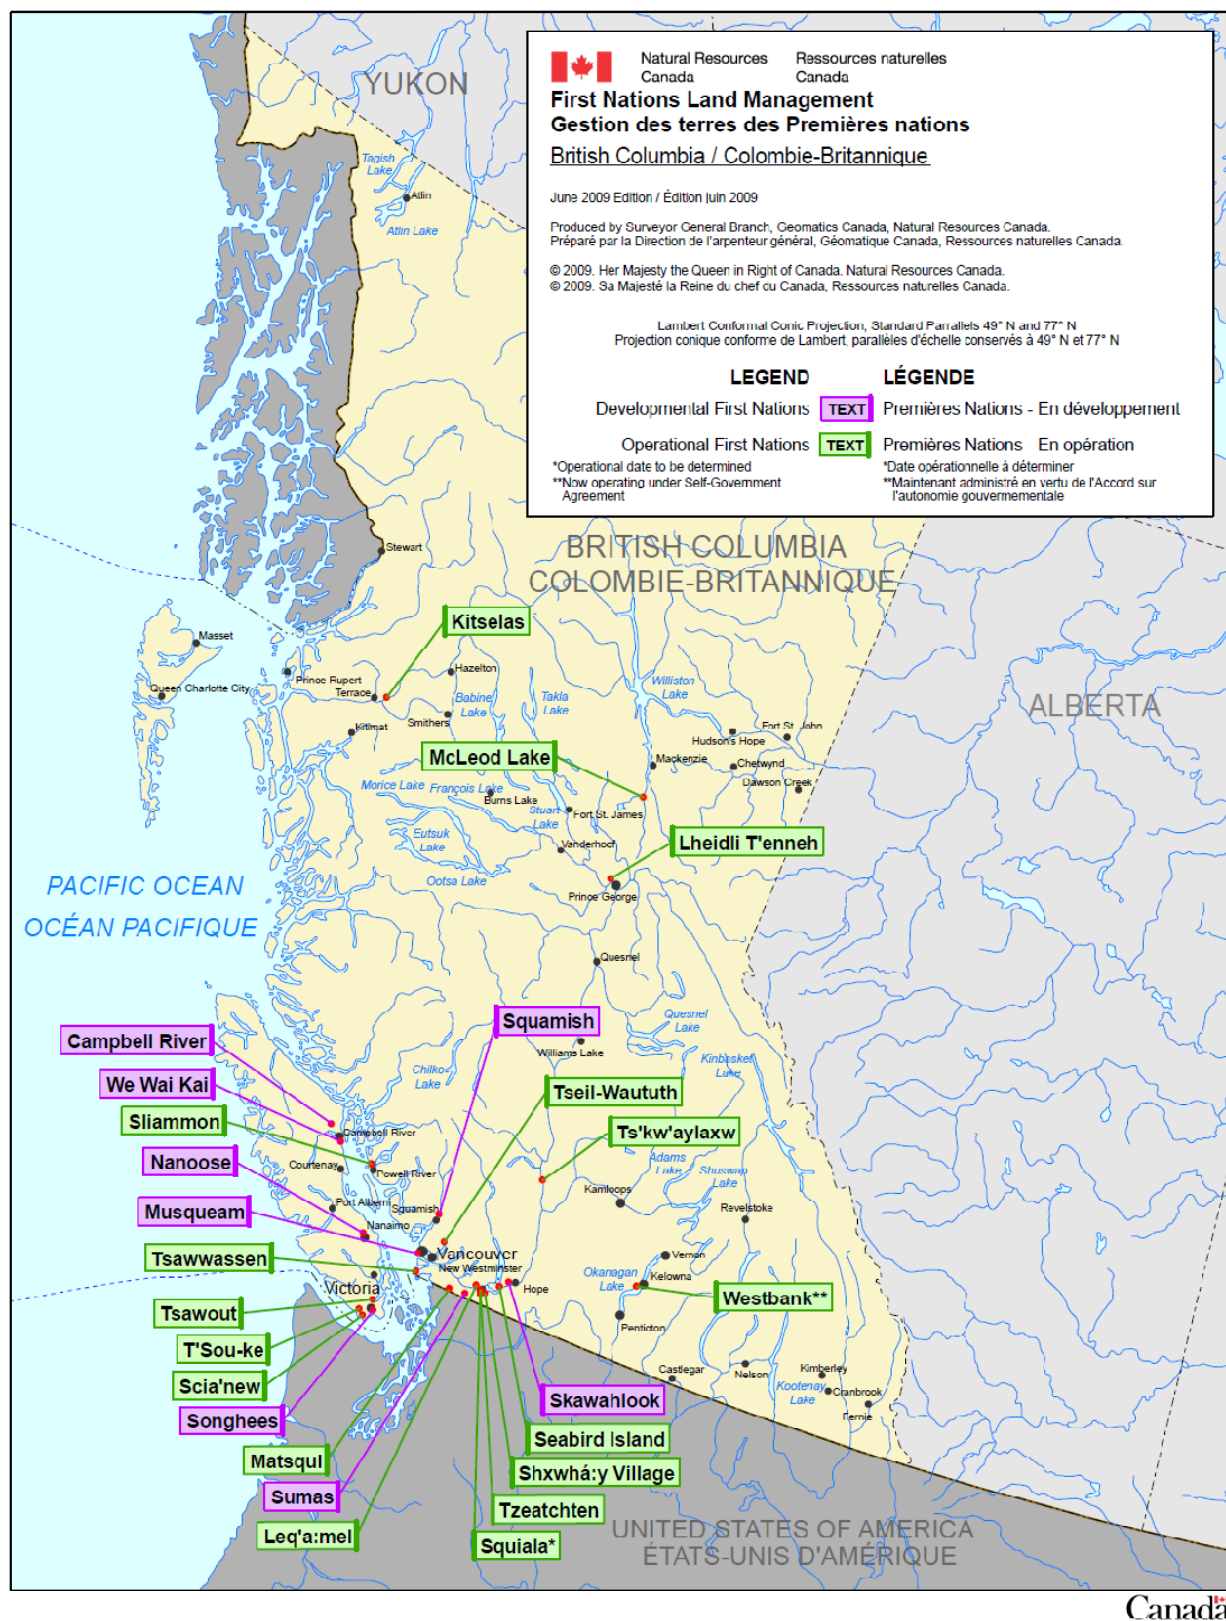 Natural Resources Canada
Ressources naturelles Canada
First Nations Land Management
Gestion des terres des Premières nations
British Columbia / Colombie-Britannique
June 2009 Edition / Édition juin 2009
Produced by Surveyor General Branch, Geomatics Canada, Natural Resources Canada.
Préparé par la Direction de l'arpenteur général, Géomatique Canada, Ressources naturelles Canada.
© 2009. Her Majesty the Queen in Right of Canada. Natural Resources Canada.
© 2009. Sa Majesté la Reine du chef du Canada, Ressources naturelles Canada.
Lambert Conformal Conic Projection, Standard Parrallels 49° N and 77° N
Projection conique conforme de Lambert, parallèles d'échelle conservés à 49° N et 77° N
LEGEND
LÉGENDE
Developmental First Nations TEXT Premières Nations - En développement
Operational First Nations TEXT Premières Nations En opération
*Operational date to be determined
**Now operating under Self-Government
Agreement
*Date opérationnelle à déterminer
**Maintenant administré en vertu de l'Accord sur
l'autonomie gouvermementale
YUKON
Tagish
Lake
Atlin
Atlin Lake
Stewart
BRITISH COLUMBIA
COLOMBIE-BRITANNIQUE
Kitselas
Masset
Queen Charlotte City
Prince Rupert
Terrace
Hazelton
Babine
Lake
Takla
Lake
Williston
Lake
ALBERTA
Smithers
Kitimat
Fort St. John
Hudson's Hope
McLeod Lake
Mackenzie
Chetwynd
Dawson Creek
Morice Lake
François Lake
Burns Lake
Stuart
Lake
Fort St. James
Eutsuk
Lake
Vanderhoof
Lheidli T'enneh
Ootsa Lake
Prince George
PACIFIC OCEAN
OCÉAN PACIFIQUE
Quesnel
Squamish
Quesnel
Lake
Campbell River
Williams Lake
Kinbasket
Lake
We Wai Kai
Chilko
Lake
Tseil-Waututh
Sliammon
Campbell River
Ts'kw'aylaxw
Nanoose
Courtenay
Powell River
Adams
Lake
Shuswap
Lake
Kamloops
Musqueam
Port Alberni
Squamish
Revelstoke
Nanaimo
Tsawwassen
Vancouver
New Westminster
Vernon
Victoria
Hope
Okanagan
Lake
Kelowna
Westbank**
Tsawout
Penticton
T'Sou-ke
Scia'new
Castlegar
Nelson
Kimberley
Kootenay
Lake
Cranbrook
Fernie
Songhees
Skawahlook
Seabird Island
Matsqui
Shxwhá:y Village
Sumas
Tzeatchten
Leq'a:mel
Squiala*
UNITED STATES OF AMERICA
ÉTATS-UNIS D'AMÉRIQUE
Canada